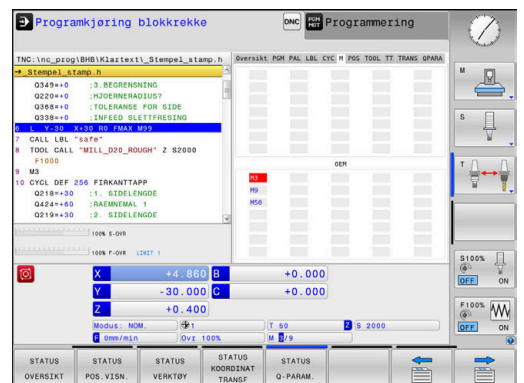 Programkjøring blokkrekke
DNC
Programmering
TNC:\nc_prog\BHB\Klartext\_Stempel_stamp.h
→_Stempel_stamp.h
Q349=+0 ;3.BEGRENSNING
Q220=+0 ;HJOERNERADIUS?
Q368=+0 ;TOLERANSE FOR SIDE
Q338=+0 ;INFEED SLETTFRESING
6 L Y-30 X+30 R0 FMAX M99
7 CALL LBL "safe"
8 TOOL CALL "MILL_D20_ROUGH" Z S2000
F1000
9 M3
10 CYCL DEF 256 FIRKANTTAPP
Q218=+30 ;1. SIDELENGDE
Q424=+60 ;RAEMNEMAL 1
Q219=+30 ;2. SIDELENGDE
Oversikt PGM PAL LBL CYC M POS TOOL TT TRANS QPARA
OEM
M3
M9
M50
100% S-OVR
100% F-OVR LIMIT 1
X +4.860 B +0.000
Y -30.000 C +0.000
Z +0.400
Modus: NOM. 1 T 50 Z S 2000
F 0mm/min Ovr 100% M 5/9
M
S
T
S100%
OFF ON
F100%
OFF ON
STATUS OVERSIKT
STATUS POS.VISN.
STATUS VERKTØY
STATUS KOORDINAT TRANSF
STATUS Q-PARAM.